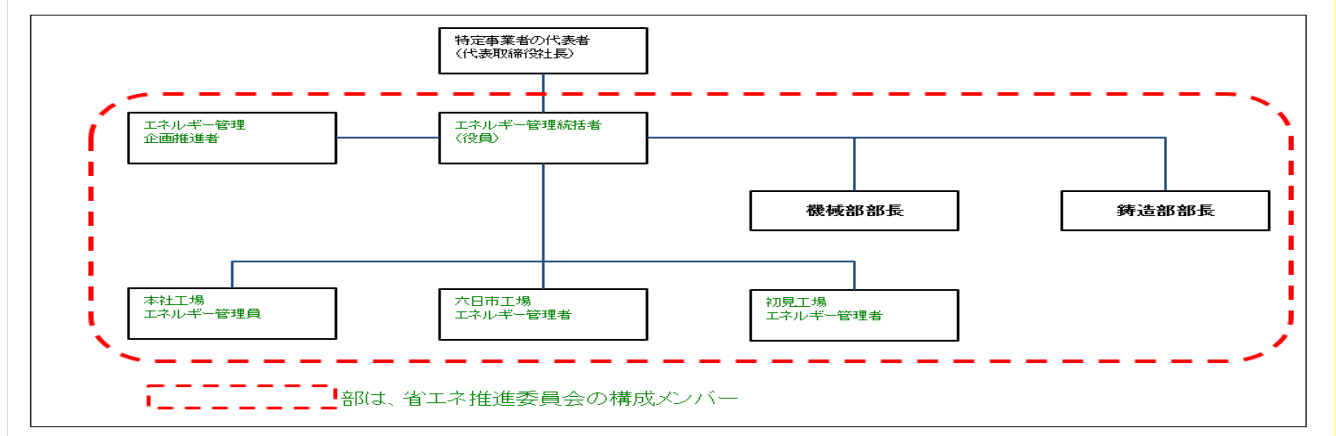 特定事業者の代表者
(代表取締役社長)
エネルギー管理
企画推進者
エネルギー管理統括者
(役員)
機械部部長
鋳造部部長
本社工場
エネルギー管理員
六日市工場
エネルギー管理者
初見工場
エネルギー管理者
部は、省エネ推進委員会の構成メンバー